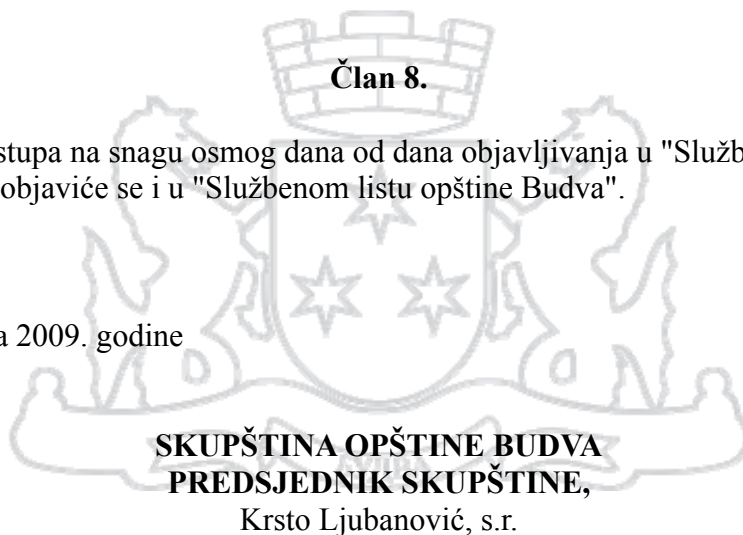 Član 8.
stupa na snagu osmog dana od dana objavljivanja u "Služb
objaviće se i u "Službenom listu opštine Budva".
a 2009. godine
SKUPŠTINA OPŠTINE BUDVA
PREDSJEDNIK SKUPŠTINE,
Krsto Ljubanović, s.r.